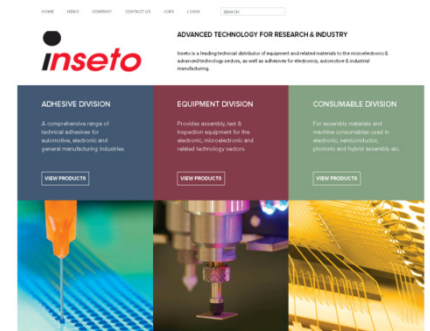 HOME NEWS COMPANY CONTACT US JOBS LOGIN SEARCH
inseto
ADVANCED TECHNOLOGY FOR RESEARCH & INDUSTRY
Inseto is a leading technical distributor of equipment and related materials to the microelectronic &
advanced technology sectors, as well as adhesives for electronic, automotive & industrial
manufacturing.
ADHESIVE DIVISION
A comprehensive range of
technical adhesives for
automotive, electronic and
general manufacturing industries.
VIEW PRODUCTS
EQUIPMENT DIVISION
Provides assembly, test &
inspection equipment for the
electronic, microelectronic and
related technology sectors.
VIEW PRODUCTS
CONSUMABLE DIVISION
For assembly materials and
machine consumables used in
electronic, semiconductor,
photonic and hybrid assembly etc.
VIEW PRODUCTS